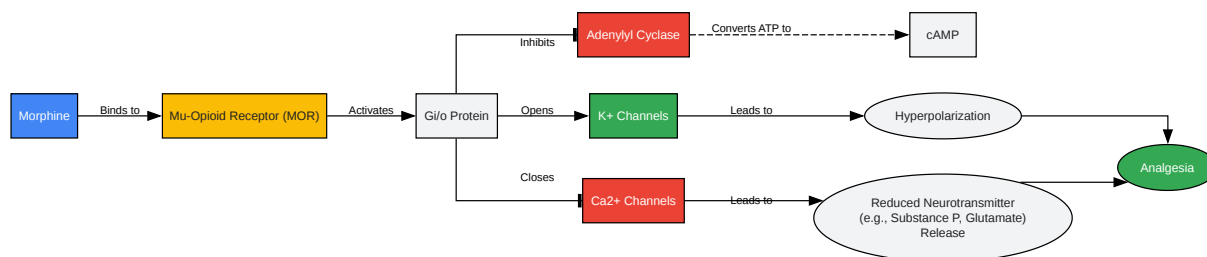 Adenylyl Cyclase
Converts ATP to
cAMP
Inhibits
Morphine
Binds to
Mu-Opioid Receptor (MOR)
Activates
Gi/o Protein
Opens
K+ Channels
Leads to
Hyperpolarization
Analgesia
Closes
Ca2+ Channels
Leads to
Reduced Neurotransmitter
(e.g., Substance P, Glutamate)
Release